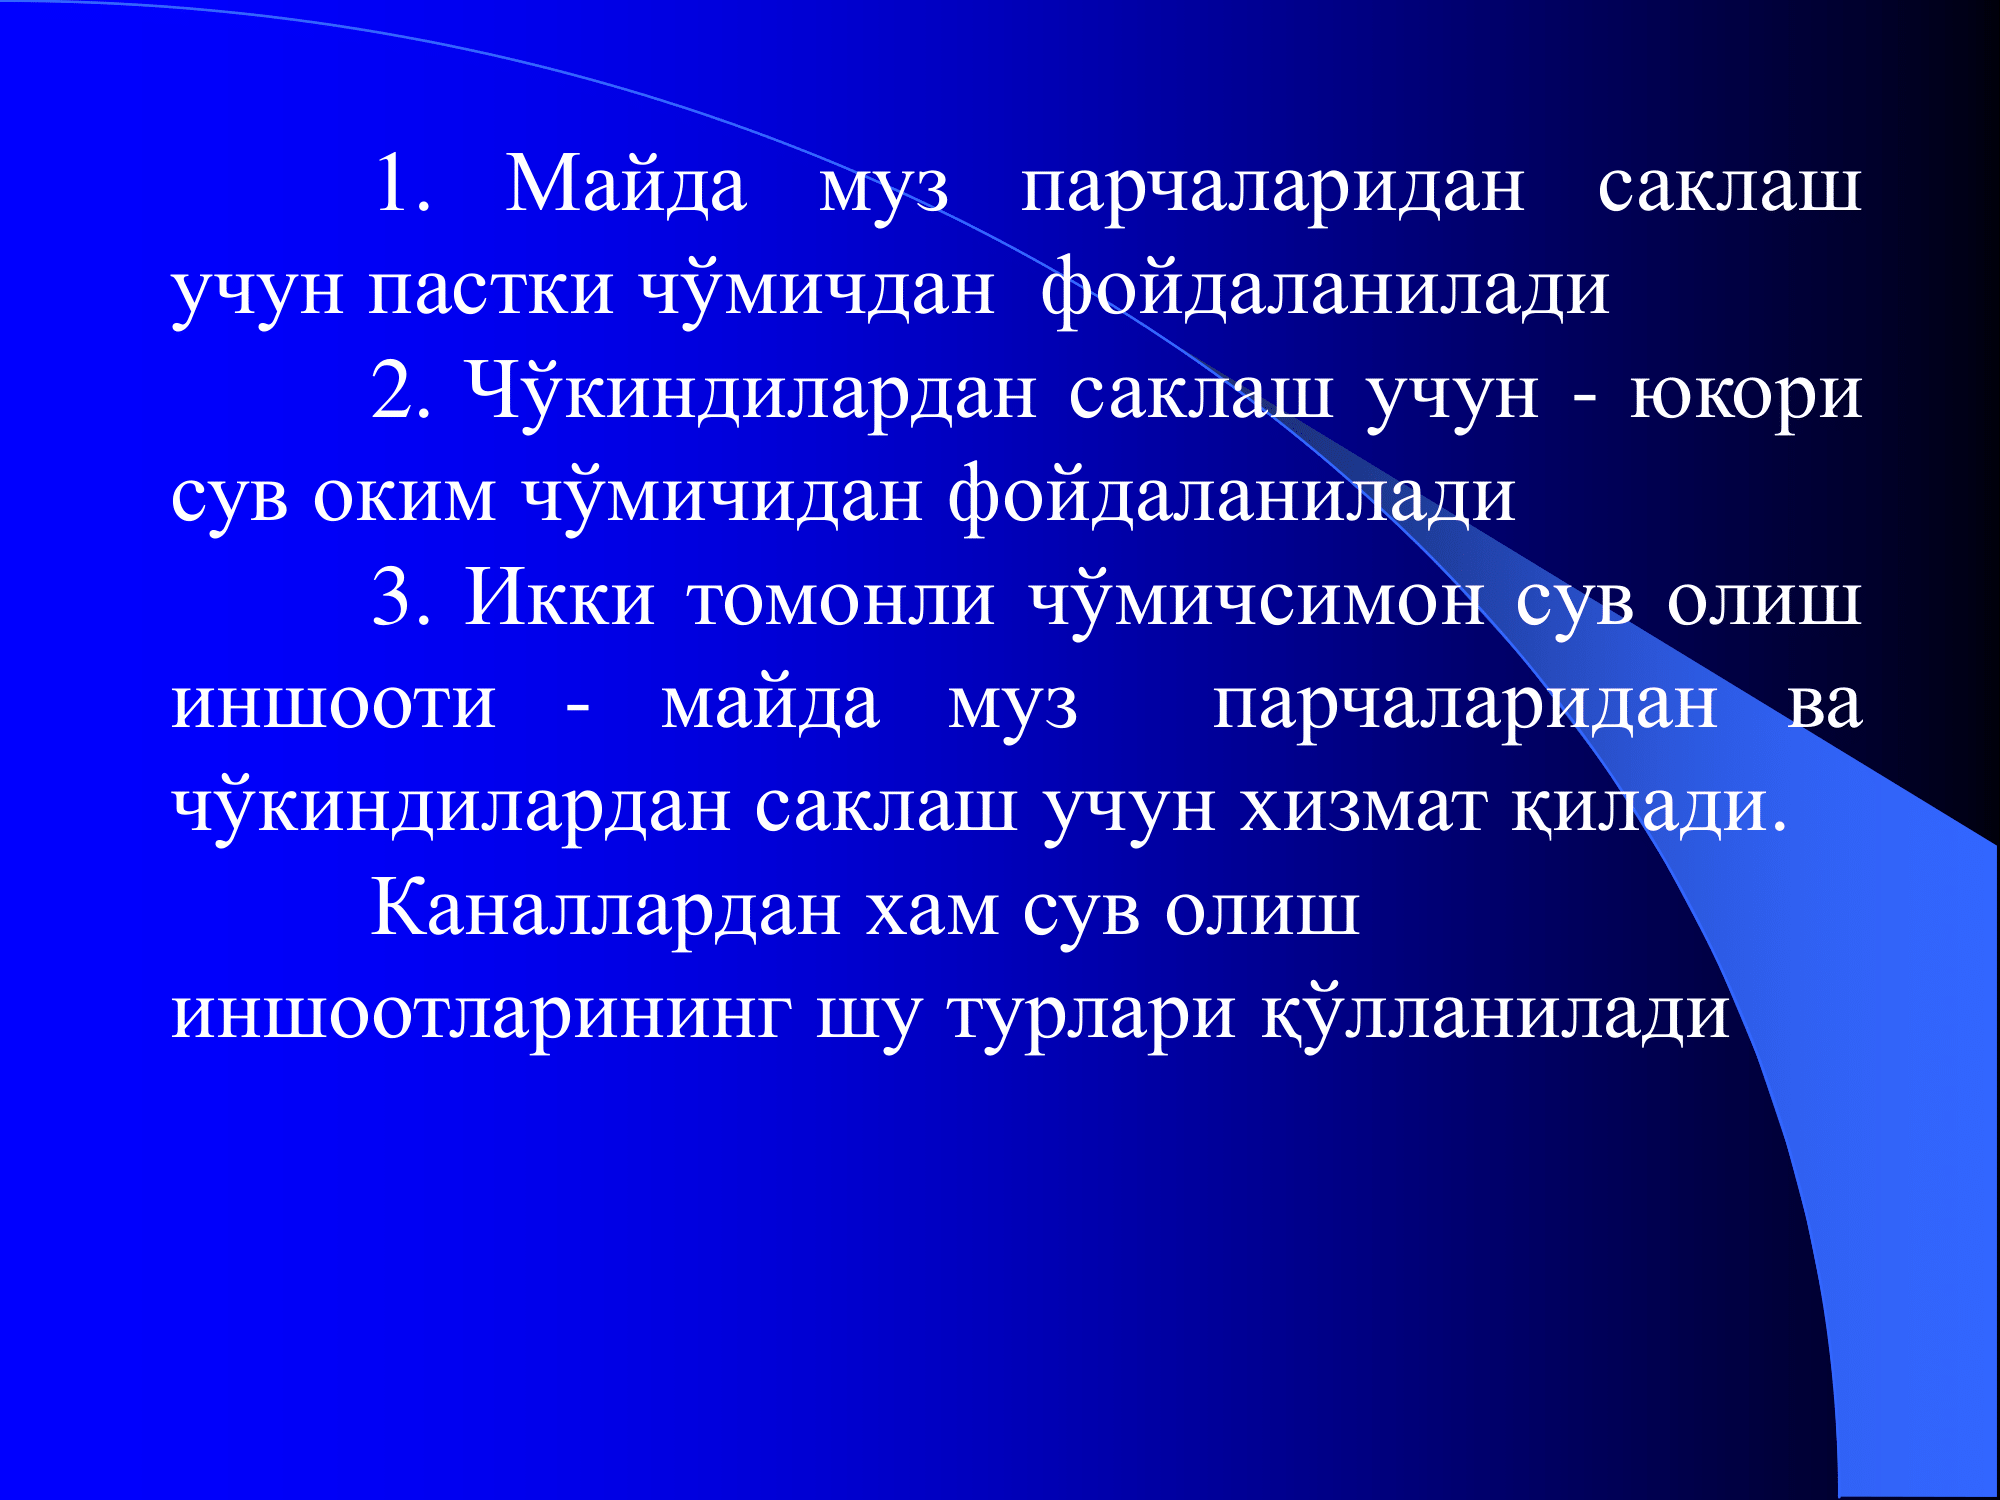 1. Майда муз парчаларидан саклаш
учун пастки чўмичдан фойдаланилади
2. Чўкиндилардан саклаш учун - юкори
сув оким чўмичидан фойдаланилади
3. Икки томонли чўмичсимон сув олиш
иншооти - майда муз парчаларидан ва
чўкиндилардан саклаш учун хизмат қилади.
Каналлардан хам сув олиш
иншоотларининг шу турлари қўлланилади